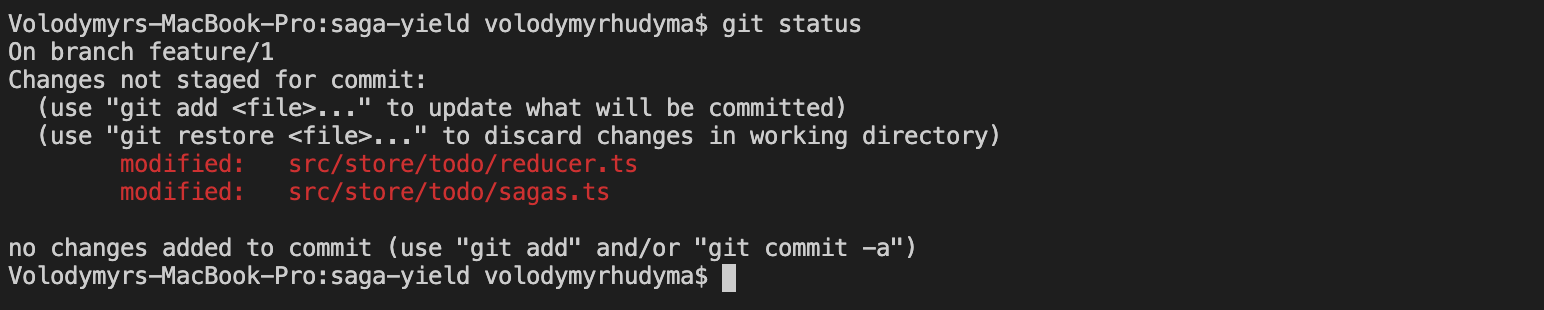 Volodymyrs-MacBook-Pro:saga-yield volodymyrhudyma$ git status
On branch feature/1
Changes not staged for commit:
  (use "git add <file>..." to update what will be committed)
  (use "git restore <file>..." to discard changes in working directory)
        modified:   src/store/todo/reducer.ts
        modified:   src/store/todo/sagas.ts

no changes added to commit (use "git add" and/or "git commit -a")
Volodymyrs-MacBook-Pro:saga-yield volodymyrhudyma$